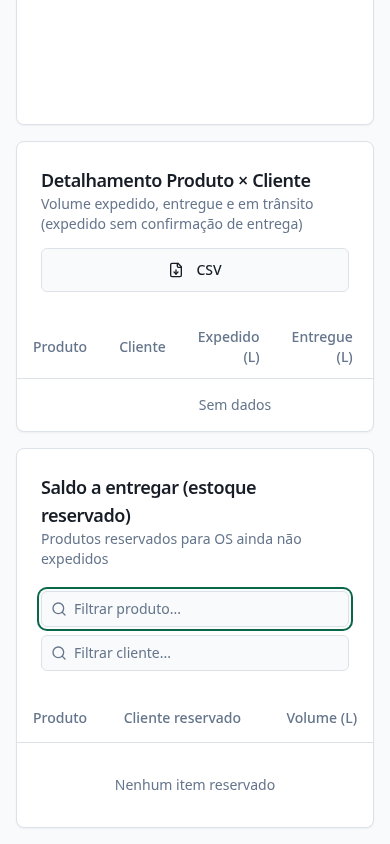 Detalhamento Produto × Cliente
Volume expedido, entregue e em trânsito
(expedido sem confirmação de entrega)
CSV
Produto Cliente Expedido (L) Entregue (L)
Sem dados
Saldo a entregar (estoque
reservado)
Produtos reservados para OS ainda não
expedidos
Filtrar produto...
Filtrar cliente...
Produto Cliente reservado Volume (L)
Nenhum item reservado